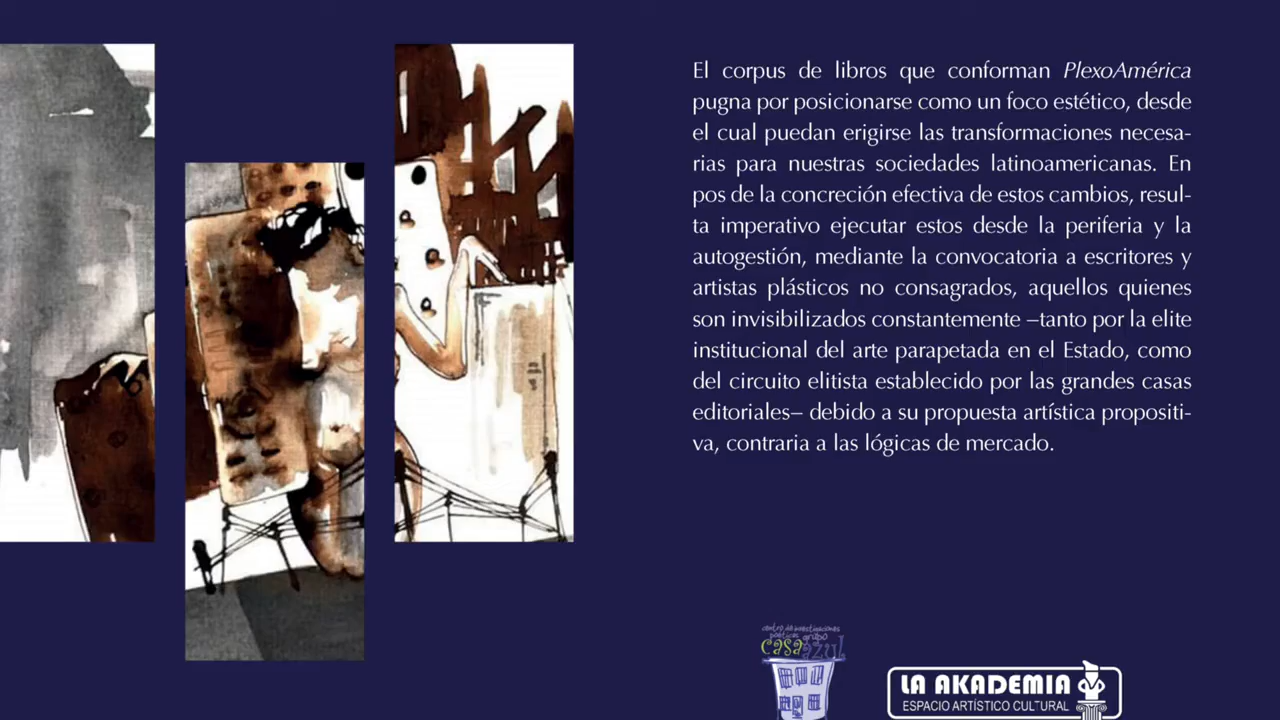 El corpus de libros que conforman PlexoAmérica
pugna por posicionarse como un foco estético, desde
el cual puedan erigirse las transformaciones necesa-
rias para nuestras sociedades latinoamericanas. En
pos de la concreción efectiva de estos cambios, resul-
ta imperativo ejecutar estos desde la periferia y la
autogestión, mediante la convocatoria a escritores y
artistas plásticos no consagrados, aquellos quienes
son invisibilizados constantemente –tanto por la elite
institucional del arte parapetada en el Estado, como
del circuito elitista establecido por las grandes casas
editoriales– debido a su propuesta artística propositi-
va, contraria a las lógicas de mercado.
centro de investigaciones
poéticas grupo
casa azul
LA AKADEMIA
ESPACIO ARTÍSTICO CULTURAL